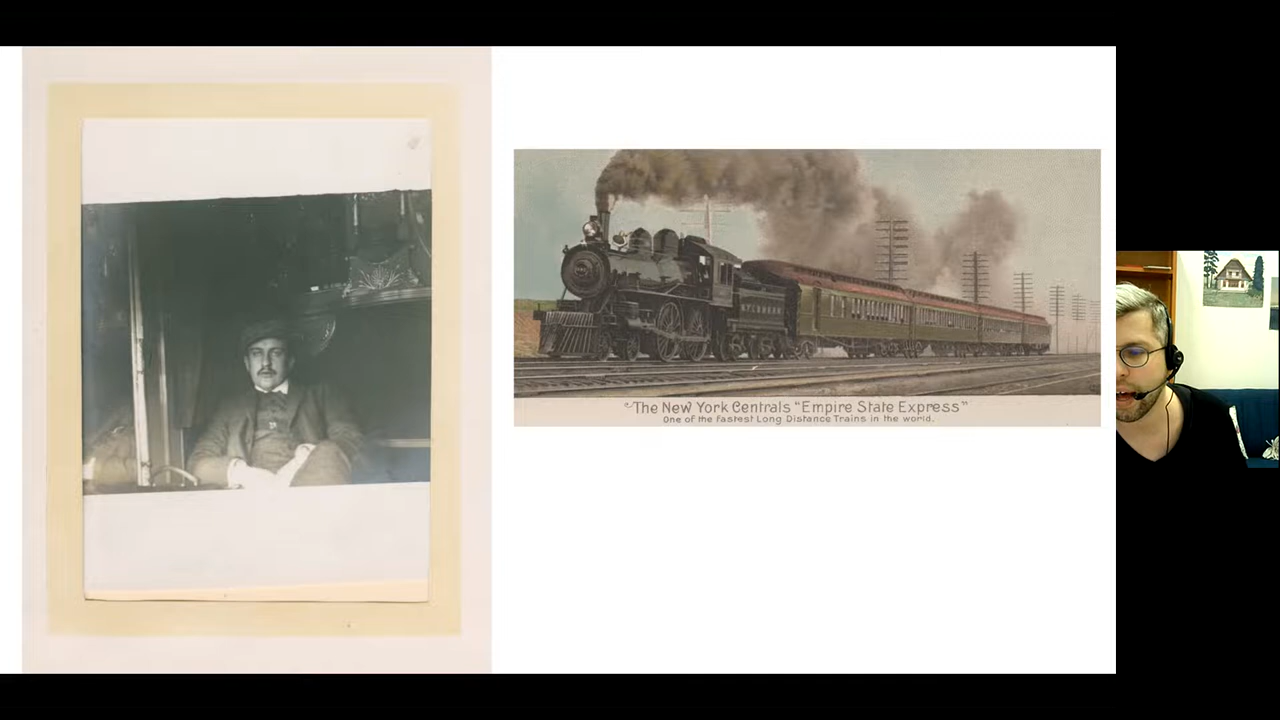 The New York Centrals "Empire State Express"
One of the fastest Long Distance Trains in the world.